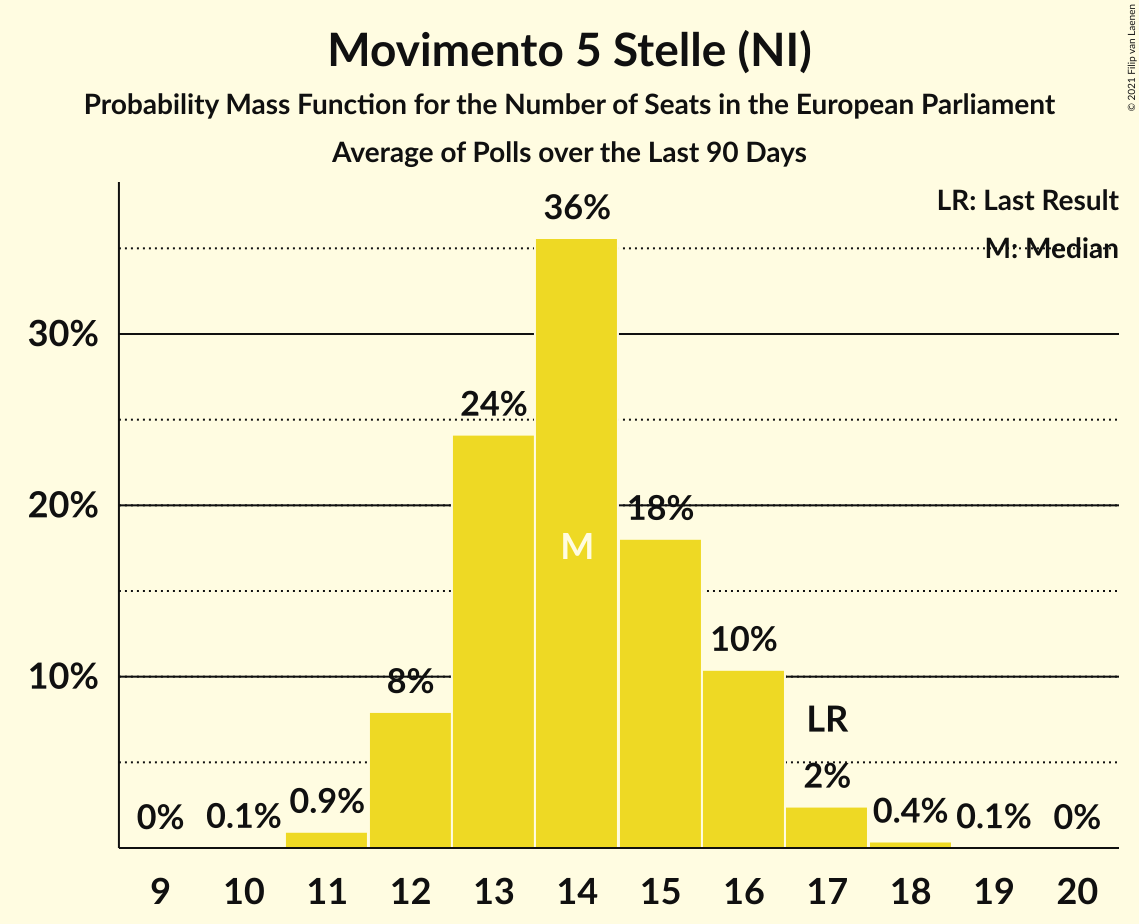 Movimento 5 Stelle (NI)
Probability Mass Function for the Number of Seats in the European Parliament
Average of Polls over the Last 90 Days
© 2021 Filip van Laenen
LR: Last Result
M: Median
36%
30%
24%
20%
18%
M
10%
10%
8%
LR
2%
0% 0.1% 0.9% 0.4% 0.1% 0%
9 10 11 12 13 14 15 16 17 18 19 20